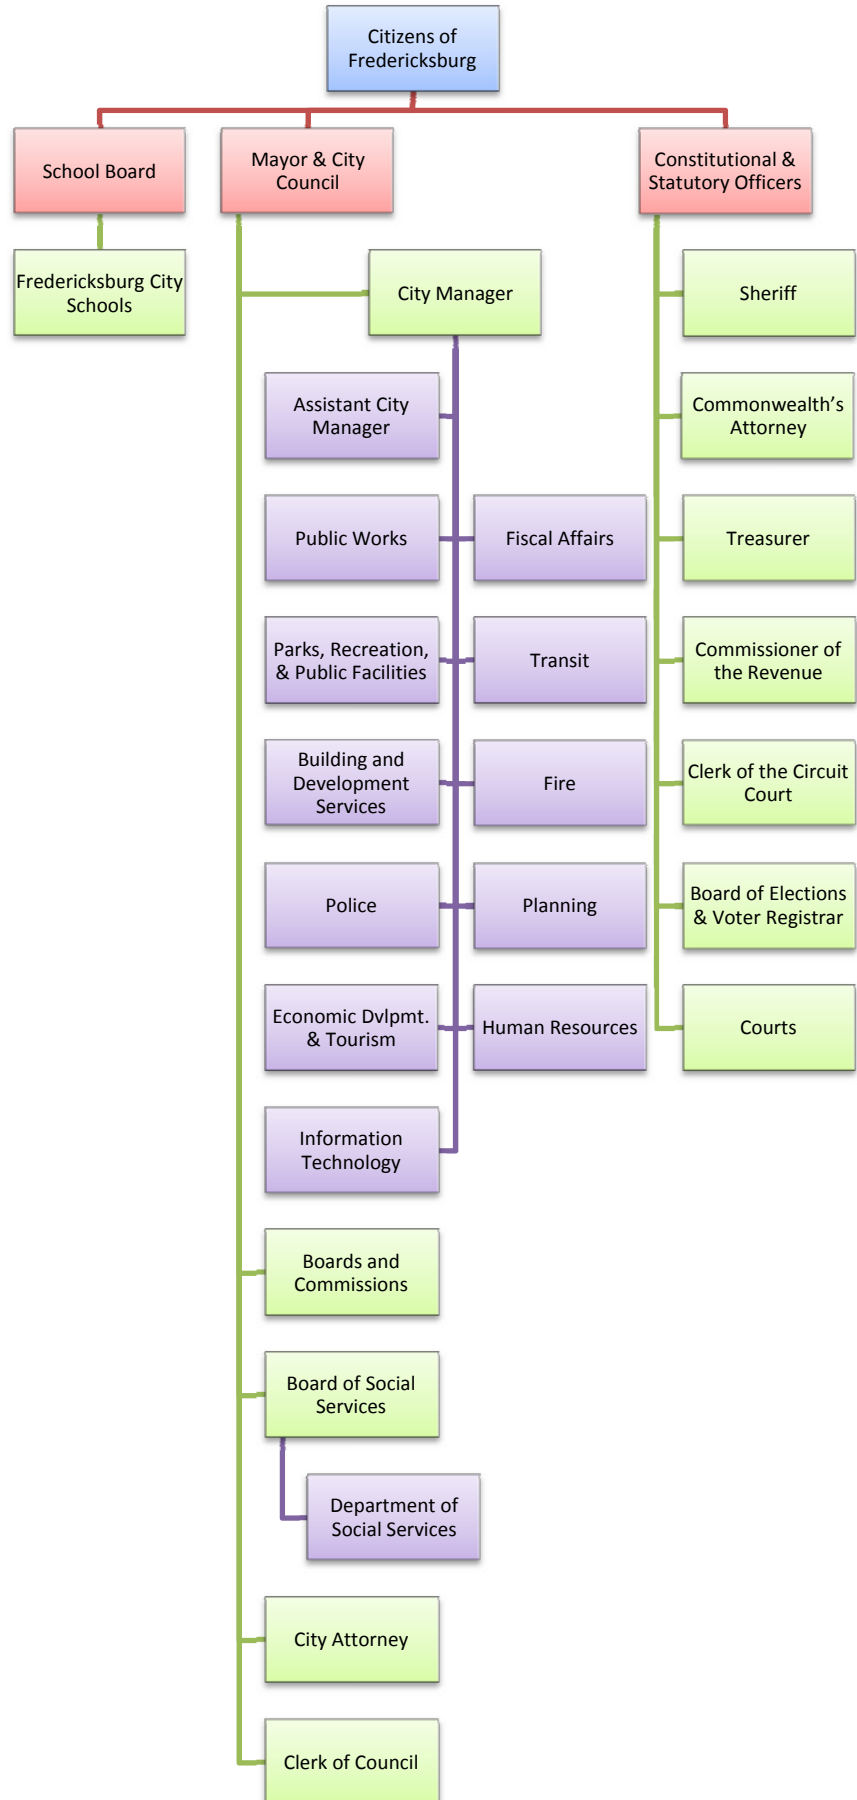 Citizens of
Fredericksburg
School Board
Mayor & City
Council
Constitutional &
Statutory Officers
Fredericksburg City
Schools
City Manager
Sheriff
Assistant City
Manager
Commonwealth’s
Attorney
Public Works
Fiscal Affairs
Treasurer
Parks, Recreation,
& Public Facilities
Transit
Commissioner of
the Revenue
Building and
Development
Services
Fire
Clerk of the Circuit
Court
Police
Planning
Board of Elections
& Voter Registrar
Economic Dvlpmt.
& Tourism
Human Resources
Courts
Information
Technology
Boards and
Commissions
Board of Social
Services
Department of
Social Services
City Attorney
Clerk of Council